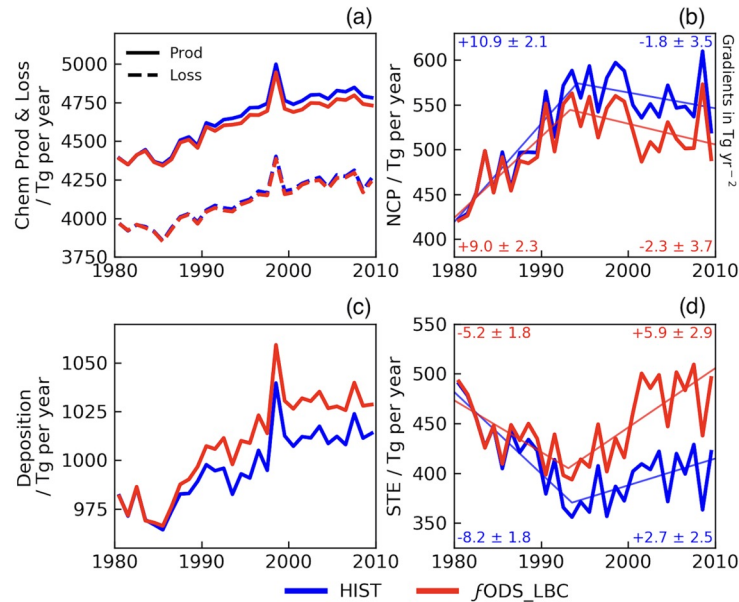 (a)
(b)
Prod
Loss
Chem Prod & Loss
/ Tg per year
5000
4750
4500
4250
4000
3750
1980
1990
2000
2010
+10.9 ± 2.1
-1.8 ± 3.5
NCP / Tg per year
600
550
500
450
400
+9.0 ± 2.3
-2.3 ± 3.7
1980
1990
2000
2010
Gradients in Tg yr⁻²
(c)
(d)
Deposition
/ Tg per year
1050
1025
1000
975
1980
1990
2000
2010
-5.2 ± 1.8
+5.9 ± 2.9
STE / Tg per year
550
500
450
400
350
-8.2 ± 1.8
+2.7 ± 2.5
1980
1990
2000
2010
HIST
fODS_LBC